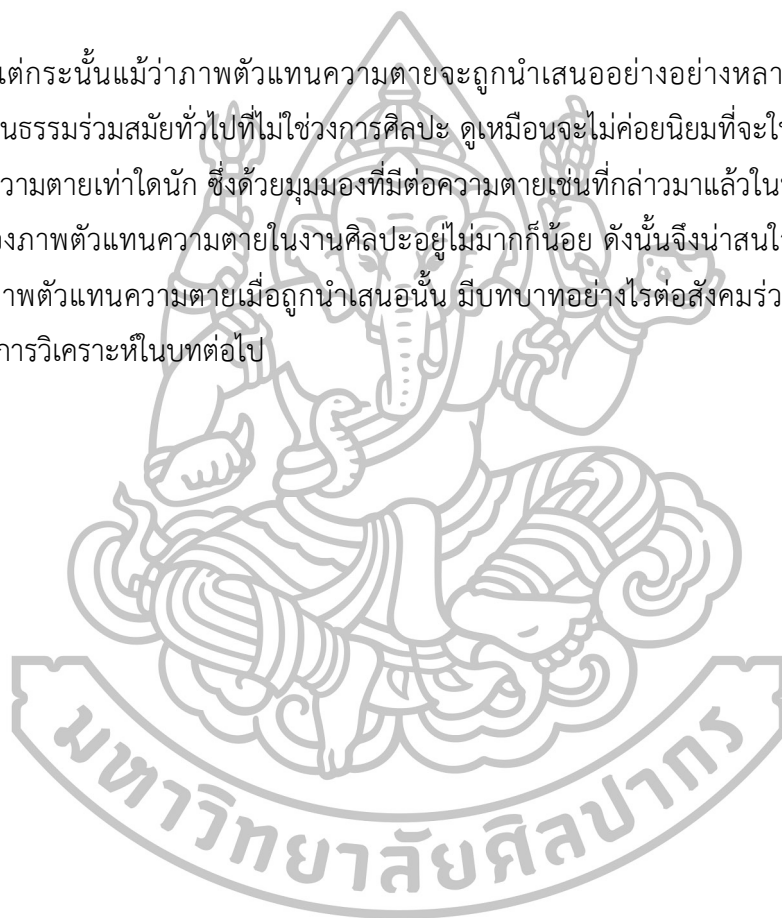 แต่กระนั้นแม้ว่าภาพตัวแทนความตายจะถูกนำเสนออย่างอย่างหลา
นธรรมร่วมสมัยทั่วไปที่ไม่ใช่วงการศิลปะ ดูเหมือนจะไม่ค่อยนิยมที่จะใ
วามตายเท่าใดนัก ซึ่งด้วยมุมมองที่มีต่อความตายเช่นที่กล่าวมาแล้วใน
งภาพตัวแทนความตายในงานศิลปะอยู่ไม่มากก็น้อย ดังนั้นจึงน่าสนใ
าพตัวแทนความตายเมื่อถูกนำเสนอนั้น มีบทบาทอย่างไรต่อสังคมร่ว
การวิเคราะห์ในบทต่อไป
มหาวิทยาลัยศิลปากร